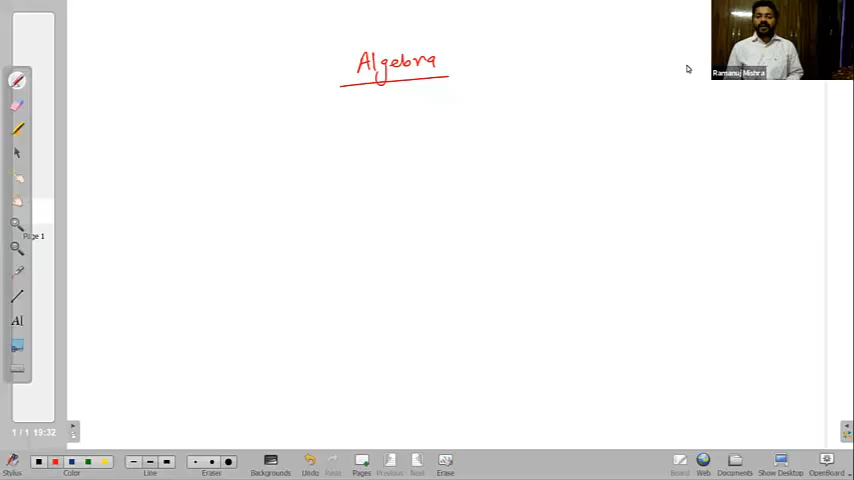 Algebra
Ramanuj Mishra
Page 1
AI
1 / 1 19:32
Stylus
Color
Line
Eraser
Backgrounds
Undo
Redo
Pages
Previous
Next
Erase
Board
Web
Documents
Show Desktop
OpenBoard